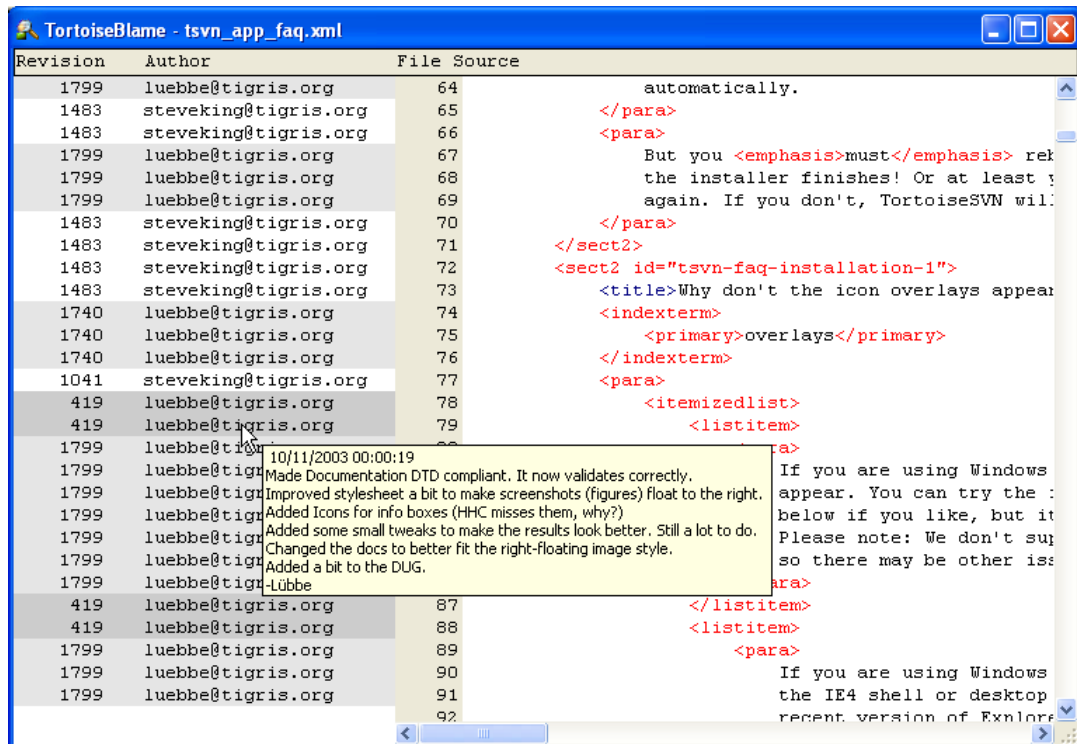 TortoiseBlame - tsvn_app_faq.xml
Revision Author File Source
1799 luebbe@tigris.org 64 automatically.
1483 steveking@tigris.org 65 </para>
1483 steveking@tigris.org 66 <para>
1799 luebbe@tigris.org 67 But you <emphasis>must</emphasis>
1799 luebbe@tigris.org 68 the installer finishes! Or at least
1799 luebbe@tigris.org 69 again. If you don't, TortoiseSVN
1483 steveking@tigris.org 70 </para>
1483 steveking@tigris.org 71 </sect2>
1483 steveking@tigris.org 72 <sect2 id="tsvn-faq-installation-1">
1483 steveking@tigris.org 73 <title>Why don't the icon overlays appear
1740 luebbe@tigris.org 74 <indexterm>
1740 luebbe@tigris.org 75 <primary>overlays</primary>
1740 luebbe@tigris.org 76 </indexterm>
1041 steveking@tigris.org 77 <para>
419 luebbe@tigris.org 78 <itemizedlist>
419 luebbe@tigris.org 79 <listitem>
1799
10/11/2003 00:00:19
Made Documentation DTD compliant. It now validates correctly.
Improved stylesheet a bit to make screenshots (figures) float to the right.
Added Icons for info boxes (HHC misses them, why?)
Added some small tweaks to make the results look better. Still a lot to do.
Changed the docs to better fit the right-floating image style.
Added a bit to the DUG.
-Lübbe
1799 If you are using Windows
1799 appear. You can try the
1799 below if you like, but it
1799 Please note: We don't
1799 so there may be other
1799
419 luebbe@tigris.org 87 </listitem>
419 luebbe@tigris.org 88 <listitem>
1799 luebbe@tigris.org 89 <para>
1799 luebbe@tigris.org 90 If you are using Windows
1799 luebbe@tigris.org 91 the IE4 shell or desktop
92 recent version of